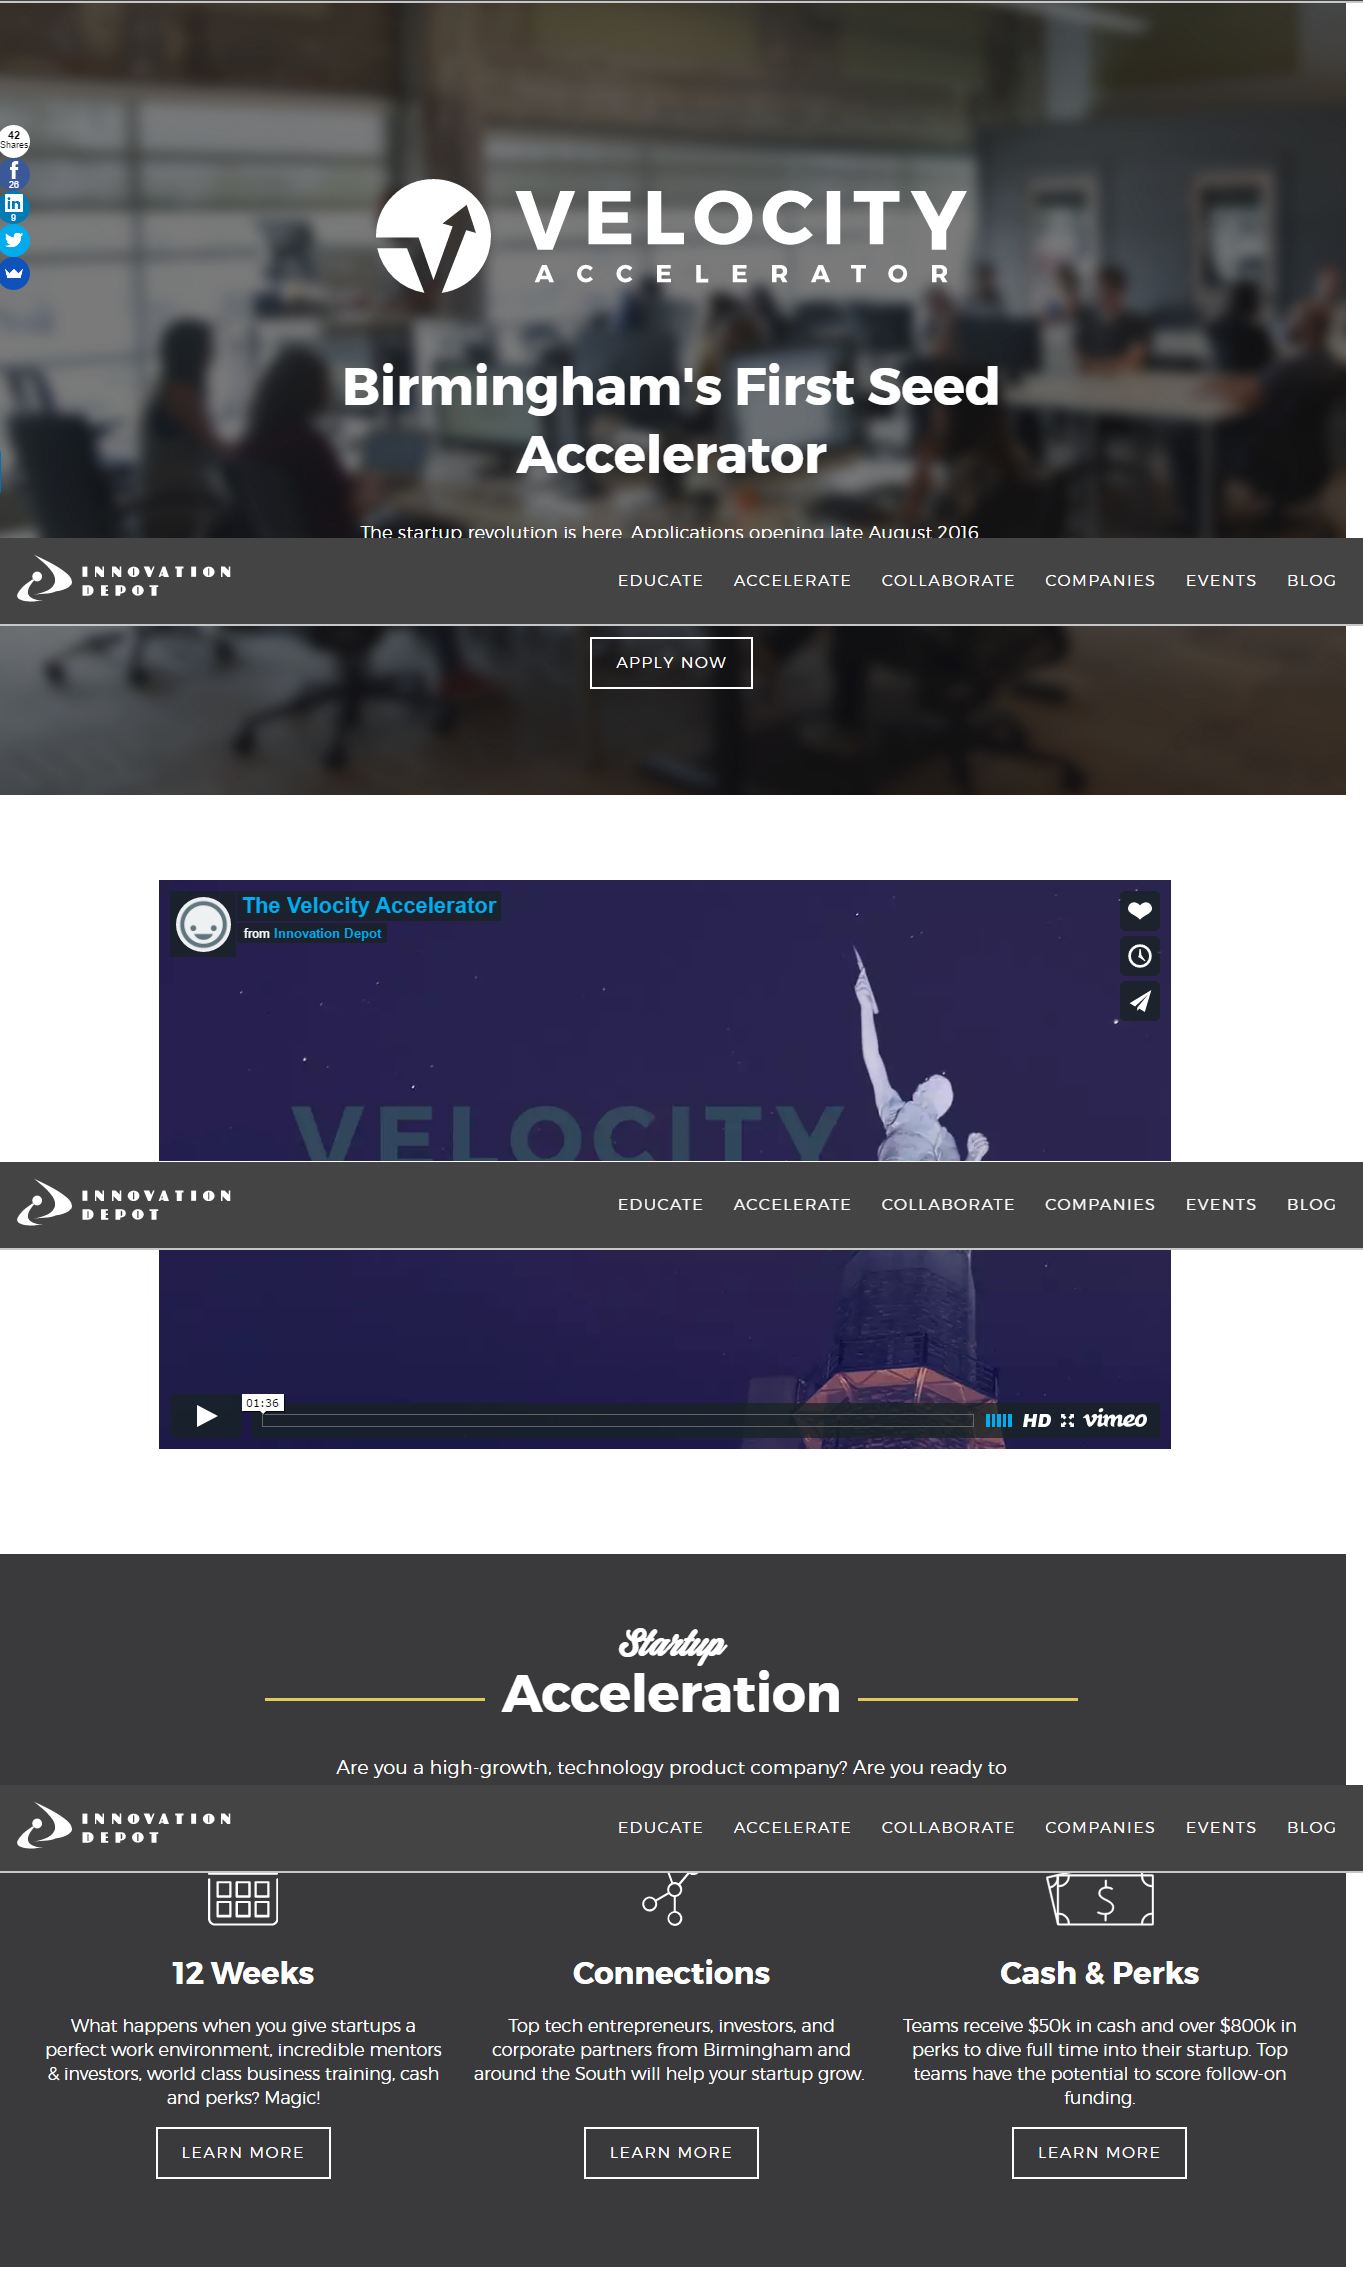 42
Shares
26
9
VELOCITY
ACCELERATOR
Birmingham's First Seed
Accelerator
The startup revolution is here. Applications opening late August 2016
INNOVATION
DEPOT
EDUCATE ACCELERATE COLLABORATE COMPANIES EVENTS BLOG
APPLY NOW
The Velocity Accelerator
from Innovation Depot
VELOCITY
INNOVATION
DEPOT
EDUCATE ACCELERATE COLLABORATE COMPANIES EVENTS BLOG
01:36
HD vimeo
Startup
Acceleration
Are you a high-growth, technology product company? Are you ready to
INNOVATION
DEPOT
EDUCATE ACCELERATE COLLABORATE COMPANIES EVENTS BLOG
12 Weeks
What happens when you give startups a
perfect work environment, incredible mentors
& investors, world class business training, cash
and perks? Magic!
LEARN MORE
Connections
Top tech entrepreneurs, investors, and
corporate partners from Birmingham and
around the South will help your startup grow.
LEARN MORE
Cash & Perks
Teams receive $50k in cash and over $800k in
perks to dive full time into their startup. Top
teams have the potential to score follow-on
funding.
LEARN MORE